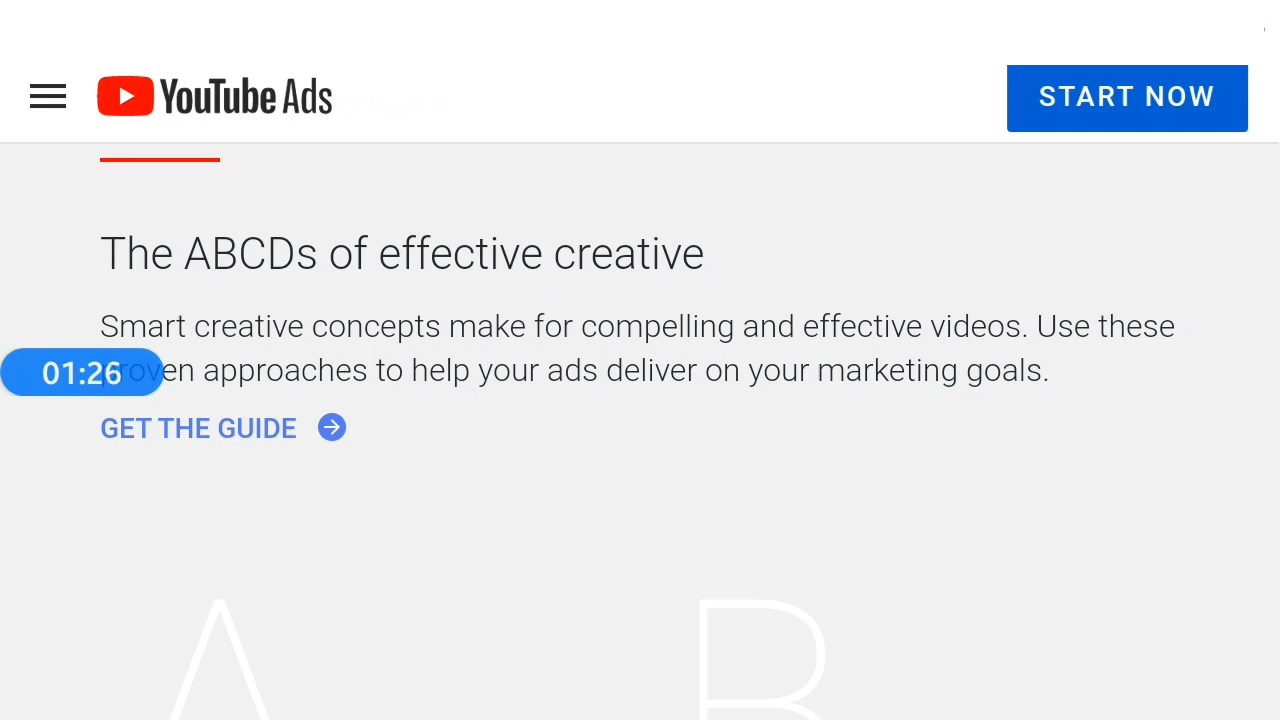 YouTube Ads
START NOW
The ABCDs of effective creative
Smart creative concepts make for compelling and effective videos. Use these
proven approaches to help your ads deliver on your marketing goals.
01:26
GET THE GUIDE
A B